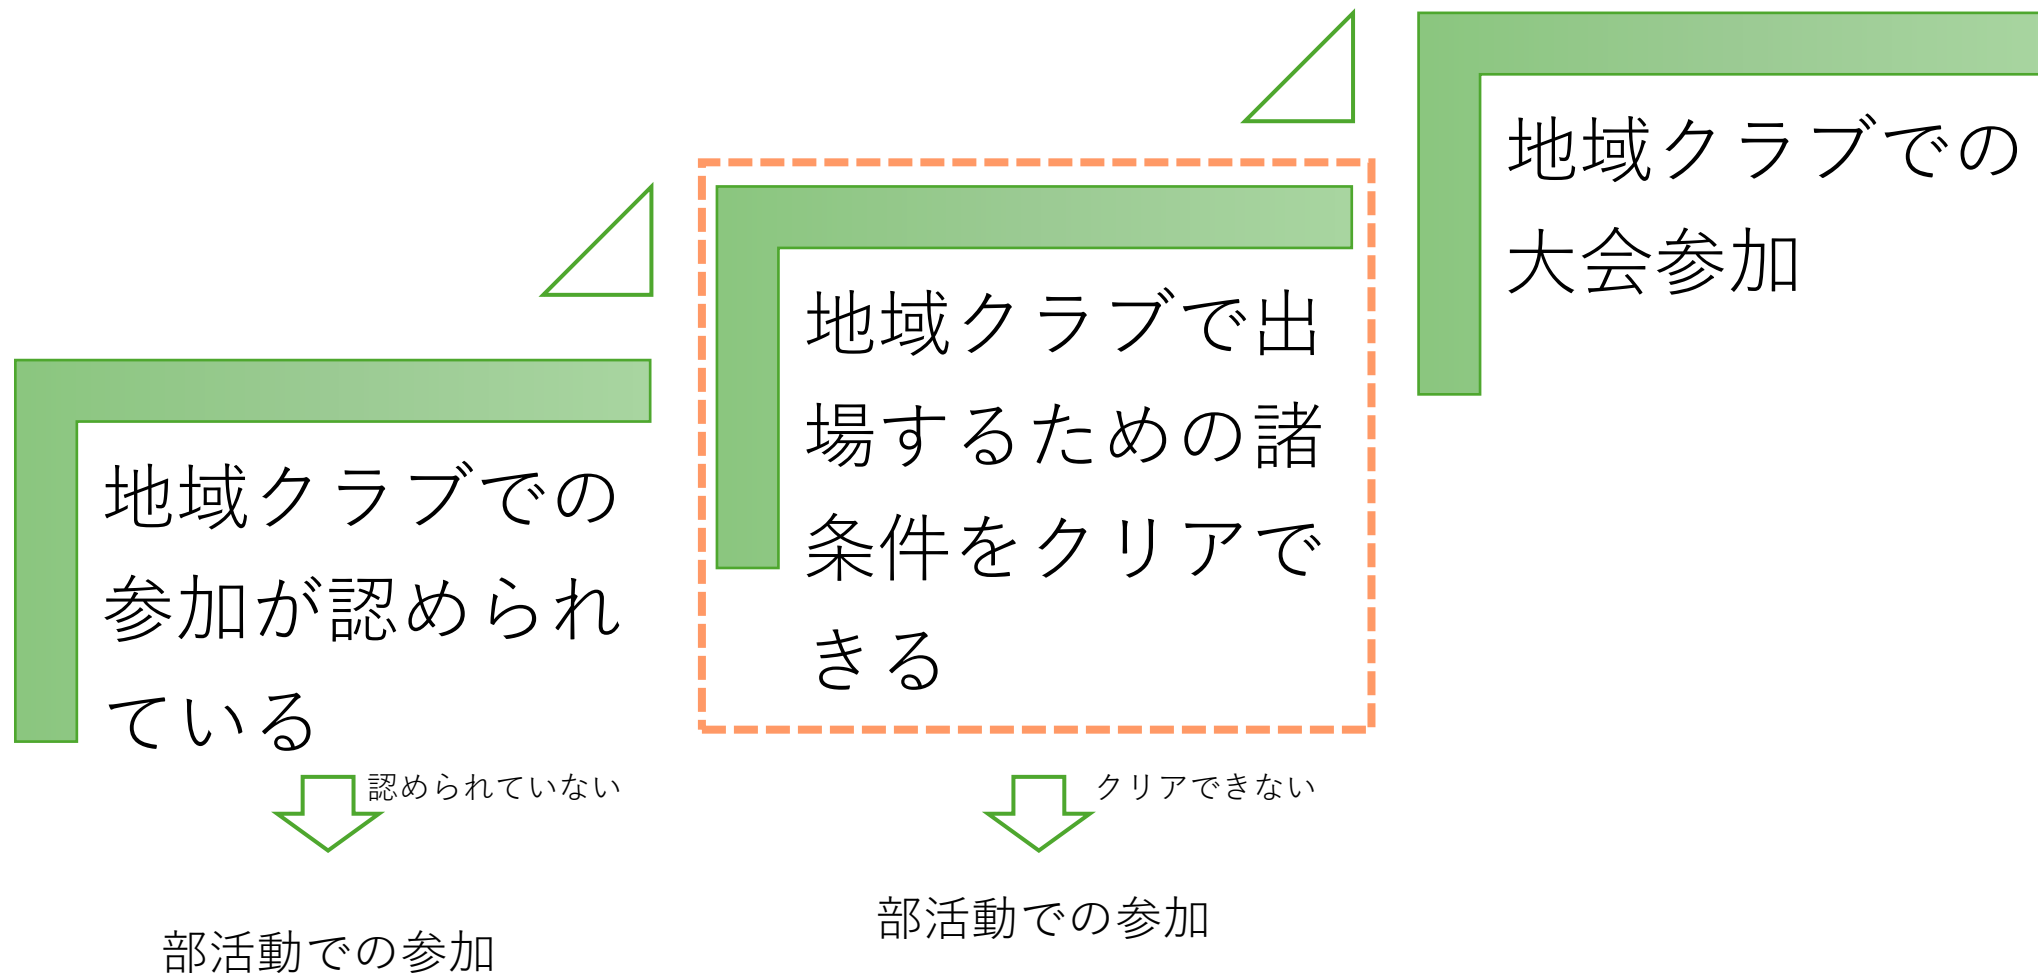 地域クラブでの
参加が認められ
ている
認められていない
部活動での参加
地域クラブで出
場するための諸
条件をクリアで
きる
クリアできない
部活動での参加
地域クラブでの
大会参加